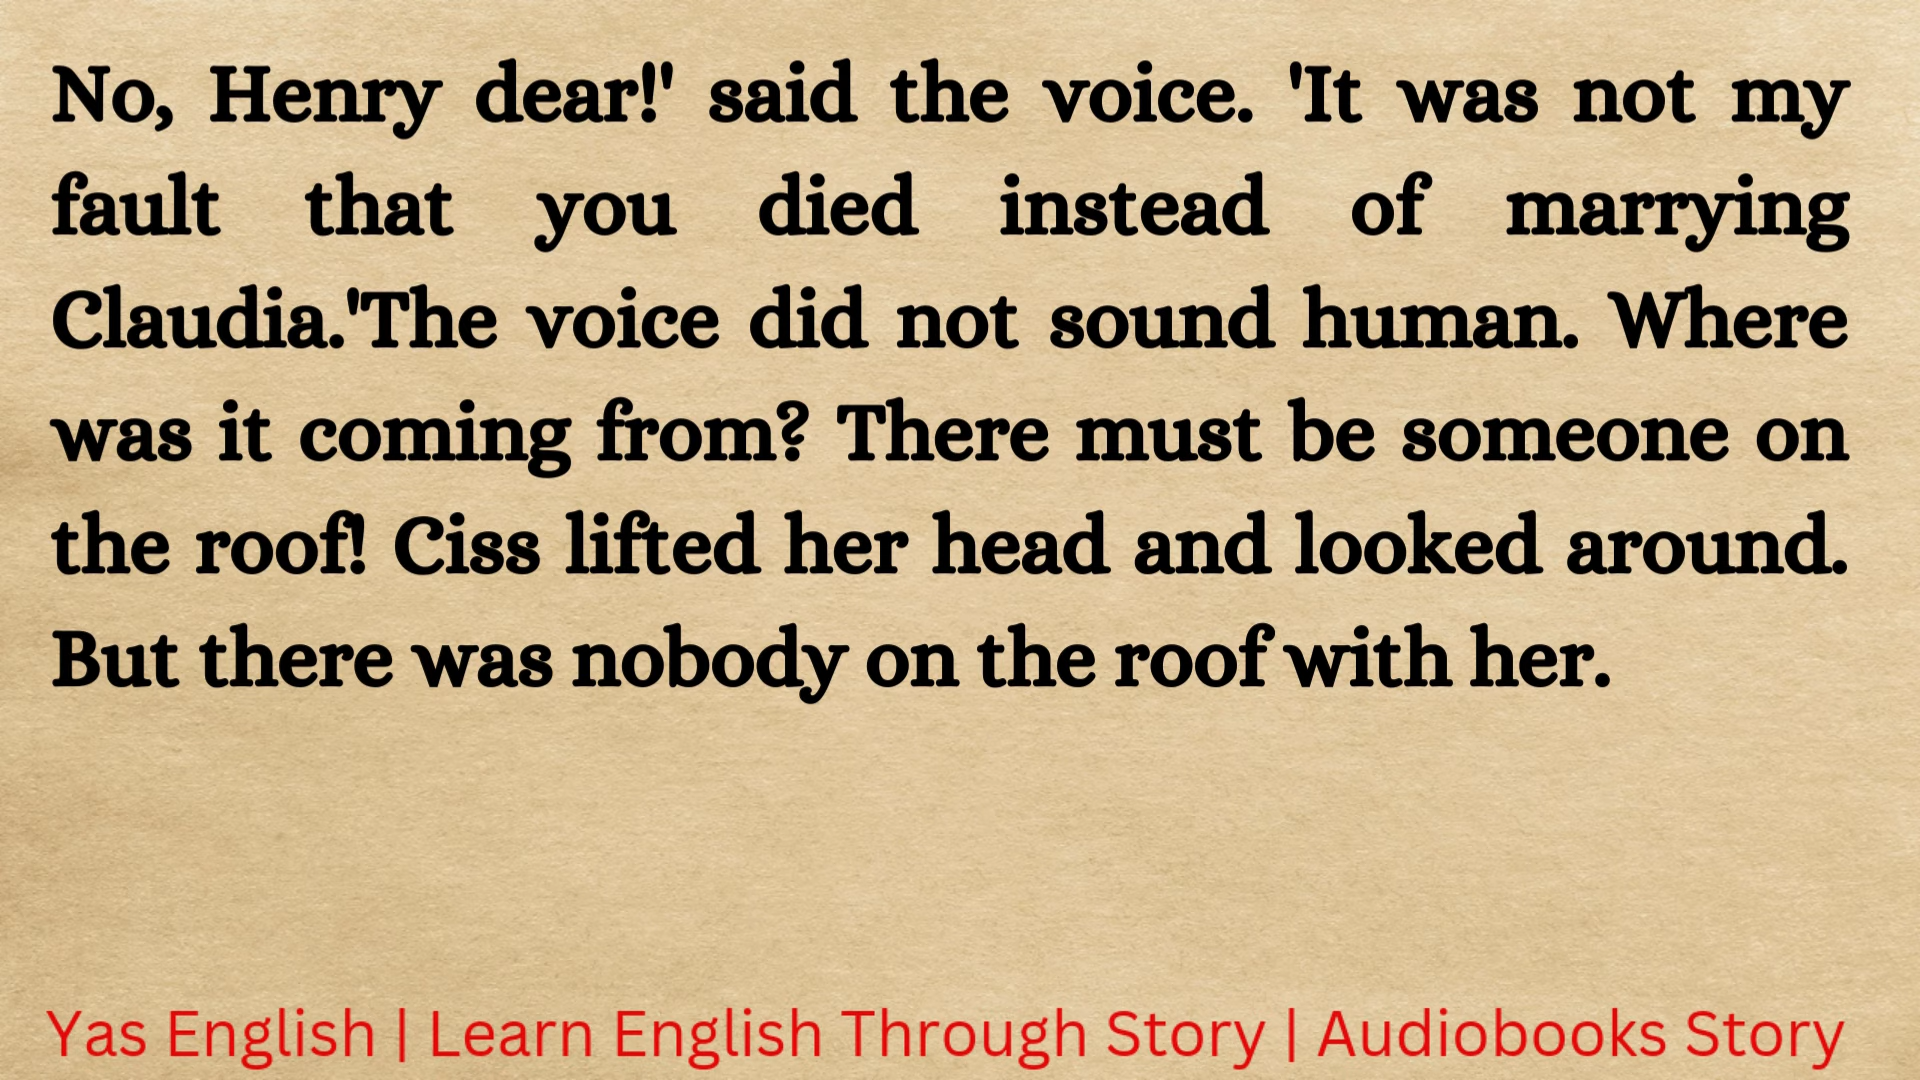 No, Henry dear!' said the voice. 'It was not my
fault that you died instead of marrying
Claudia.'The voice did not sound human. Where
was it coming from? There must be someone on
the roof! Ciss lifted her head and looked around.
But there was nobody on the roof with her.
Yas English | Learn English Through Story | Audiobooks Story